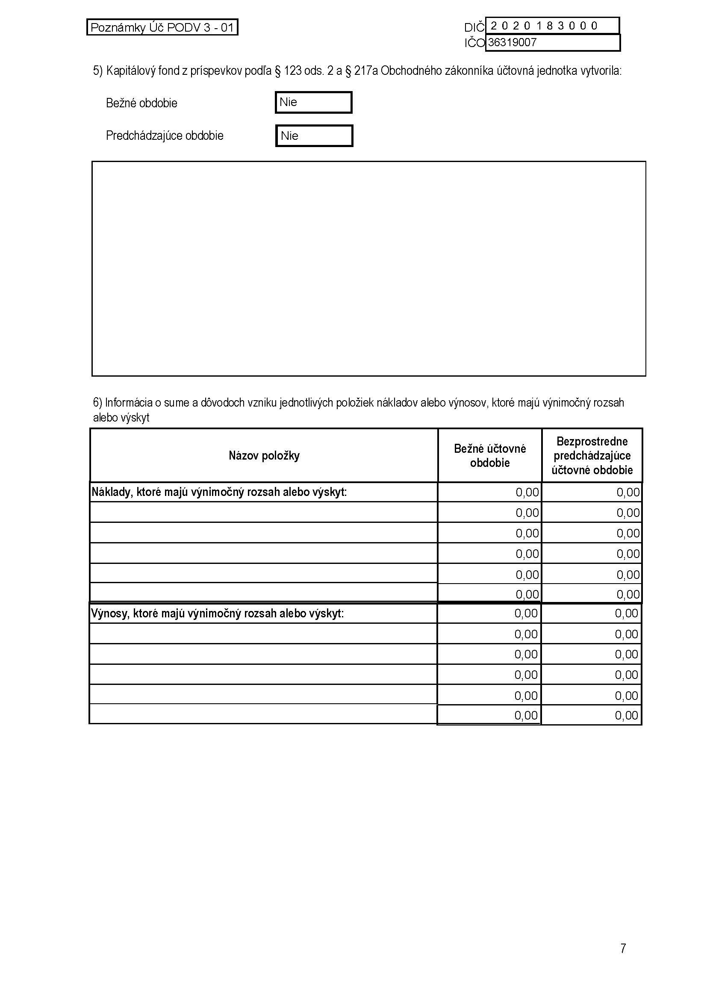 Poznámky Úč PODV 3 - 01
DIČ 2 0 2 0 1 8 3 0 0 0
IČO 36319007
5) Kapitálový fond z príspevkov podľa § 123 ods. 2 a § 217a Obchodného zákonníka účtovná jednotka vytvorila:
Bežné obdobie Nie
Predchádzajúce obdobie Nie
6) Informácia o sume a dôvodoch vzniku jednotlivých položiek nákladov alebo výnosov, ktoré majú výnimočný rozsah
alebo výskyt
Názov položky
Bežné účtovné
obdobie
Bezprostredne
predchádzajúce
účtovné obdobie
Náklady, ktoré majú výnimočný rozsah alebo výskyt: 0,00 0,00
0,00 0,00
0,00 0,00
0,00 0,00
0,00 0,00
0,00 0,00
Výnosy, ktoré majú výnimočný rozsah alebo výskyt: 0,00 0,00
0,00 0,00
0,00 0,00
0,00 0,00
0,00 0,00
0,00 0,00
7